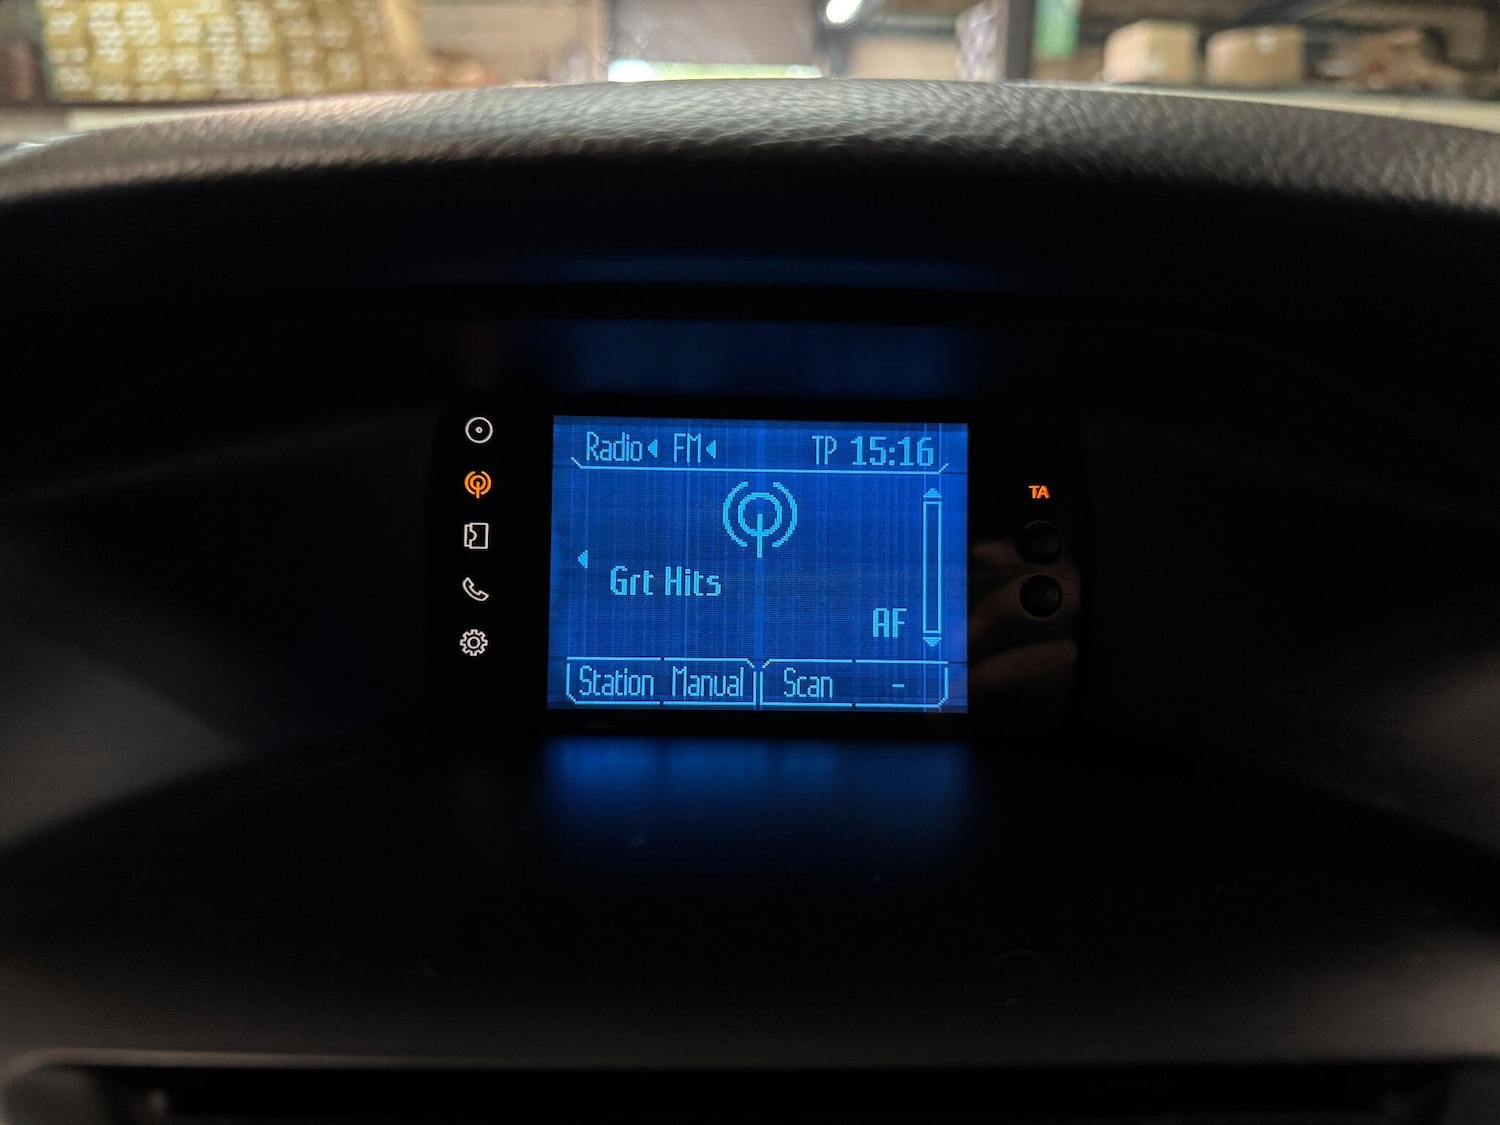 Radio FM TP 15:16
TA
Grt Hits
AF
Station Manual Scan -